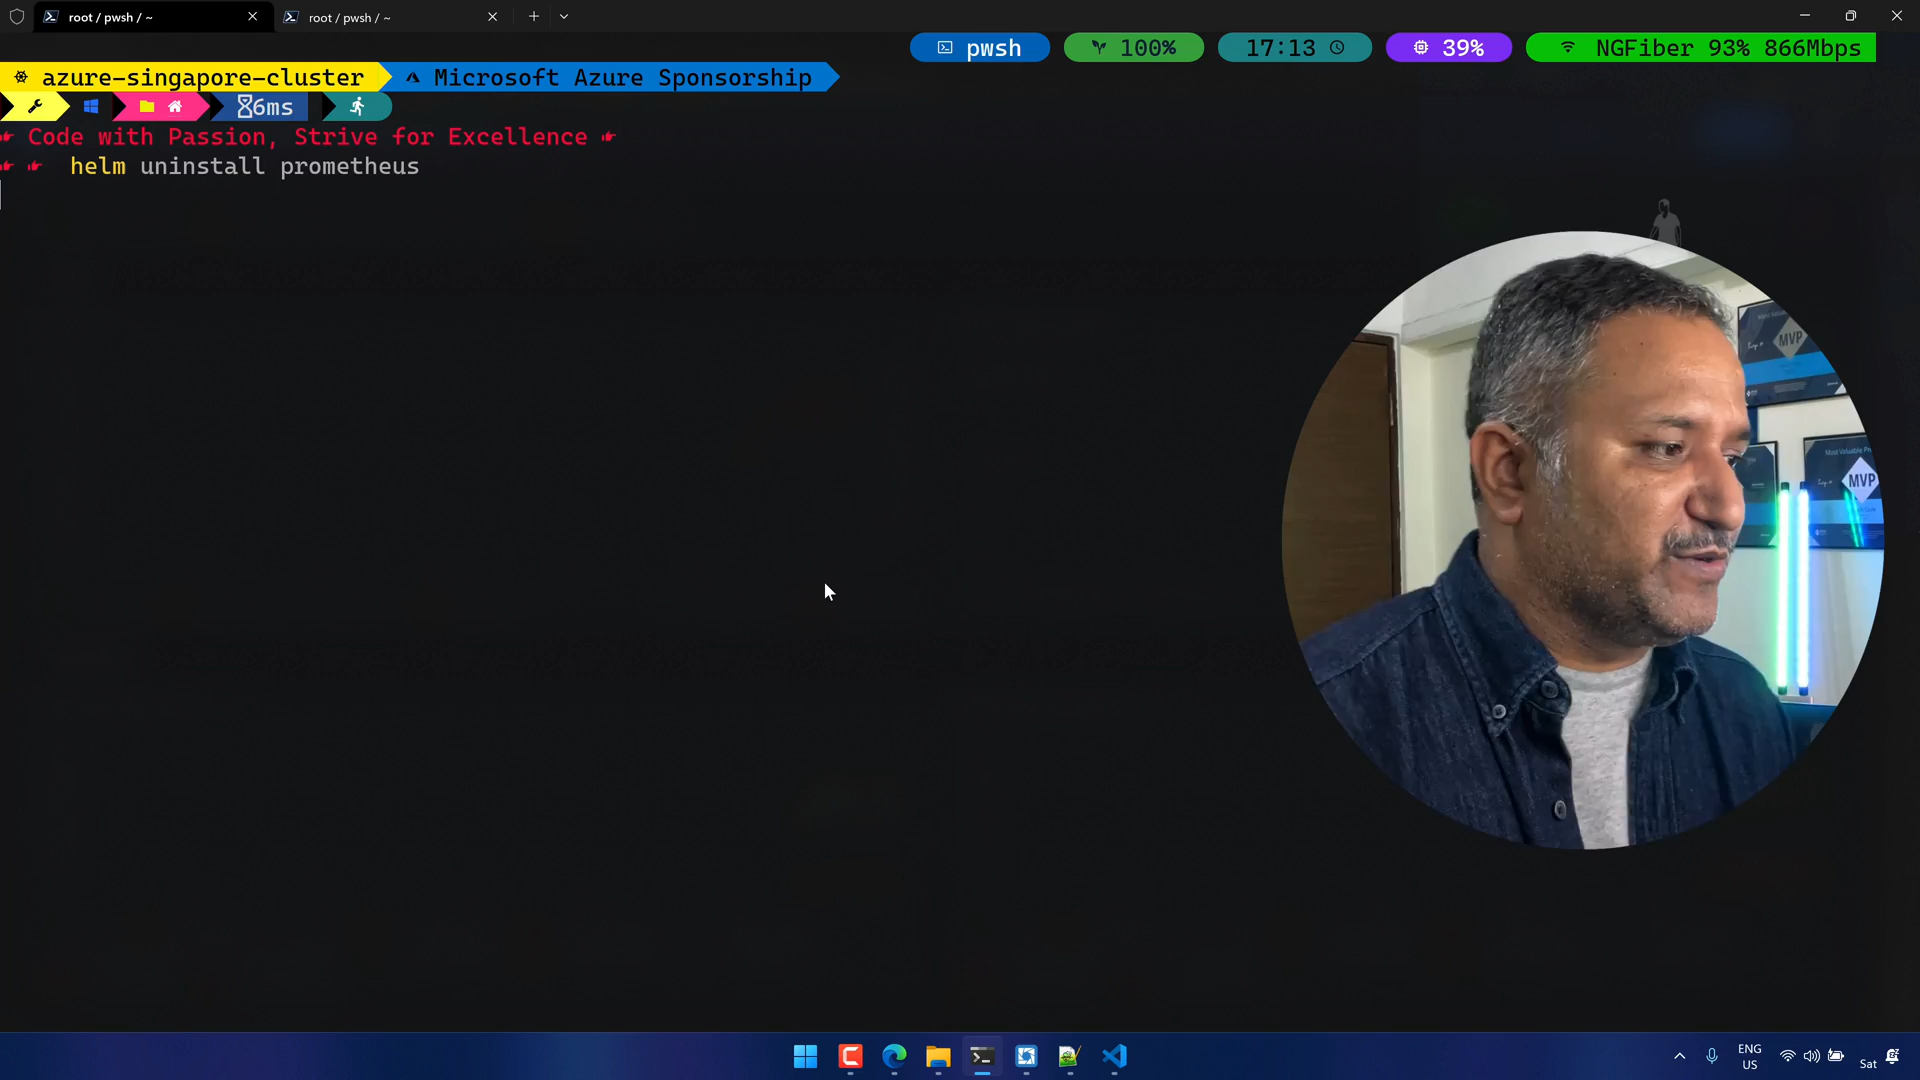 root / pwsh / ~
root / pwsh / ~
pwsh 100% 17:13 39% NGFiber 93% 866Mbps
azure-singapore-cluster Microsoft Azure Sponsorship
6ms
Code with Passion, Strive for Excellence
helm uninstall prometheus
MVP
MVP
ENG
US
Sat